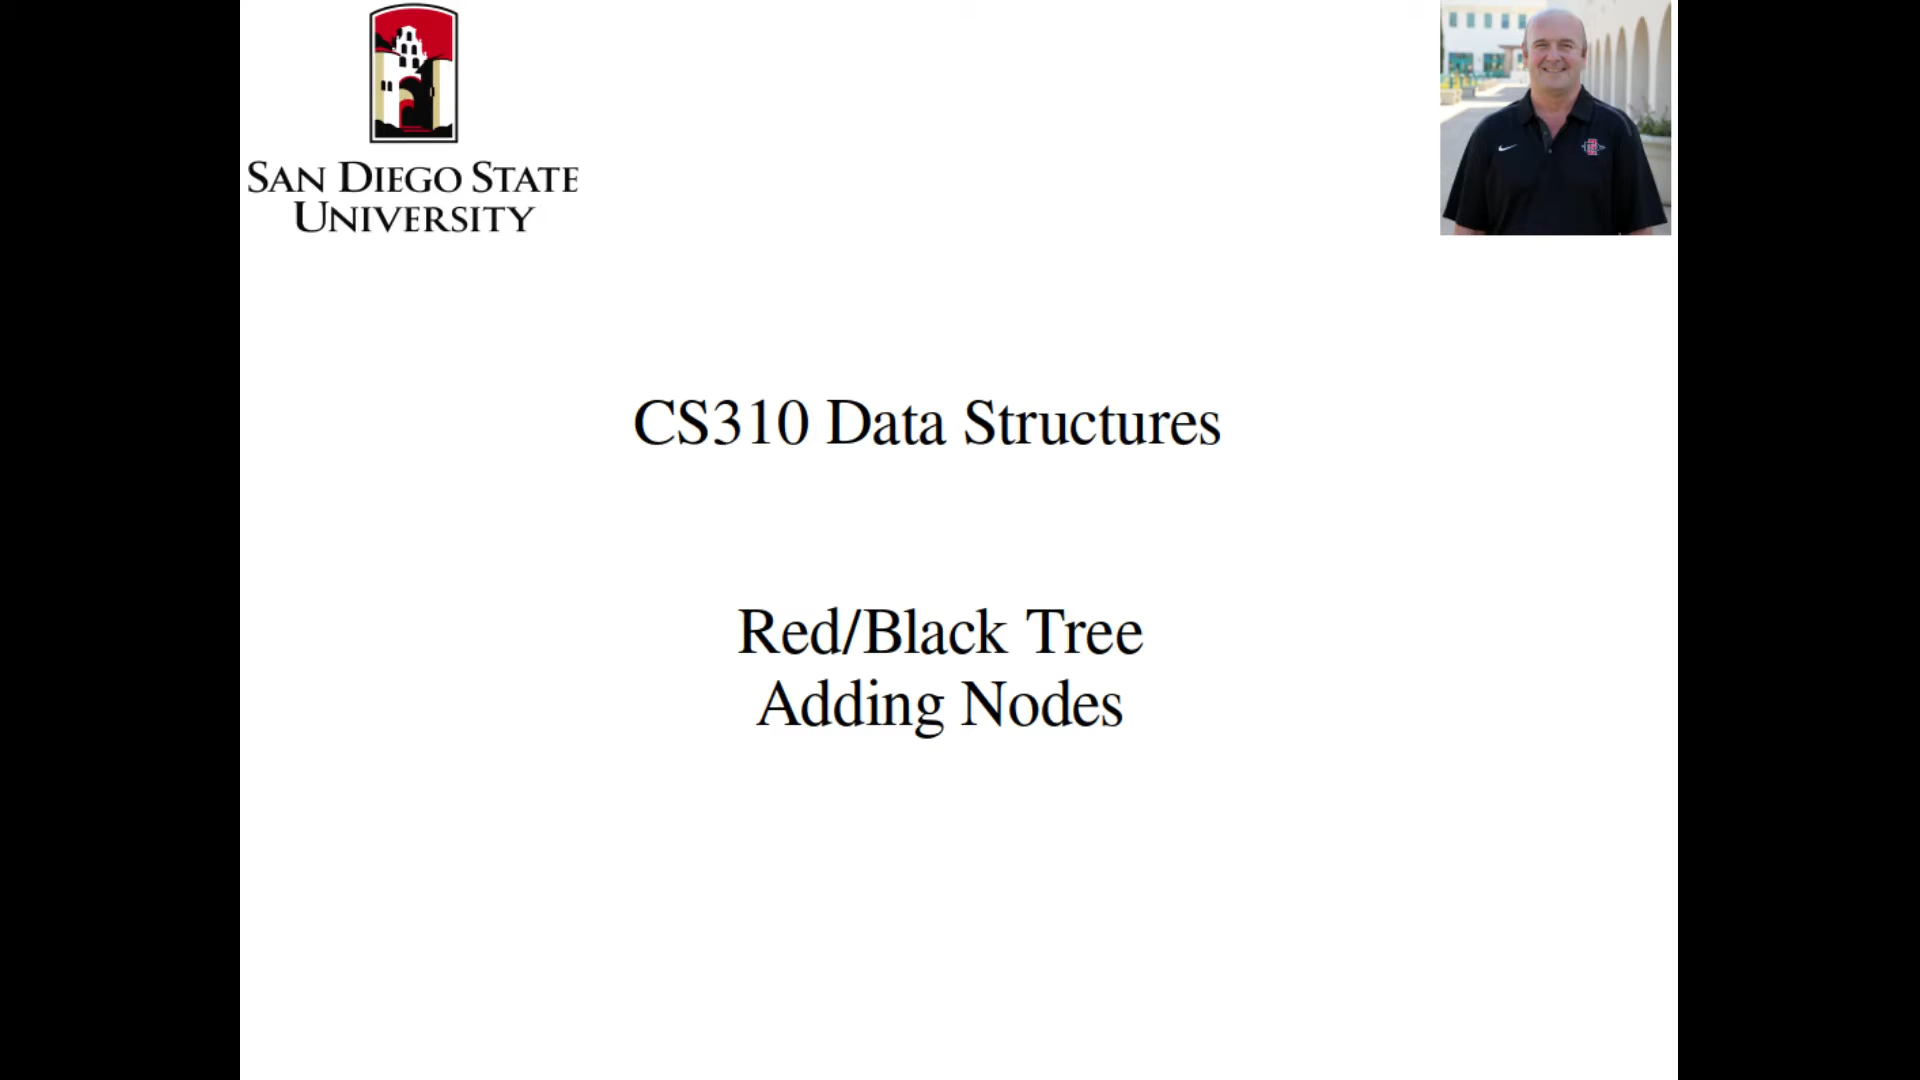 SAN DIEGO STATE
UNIVERSITY
CS310 Data Structures
Red/Black Tree
Adding Nodes